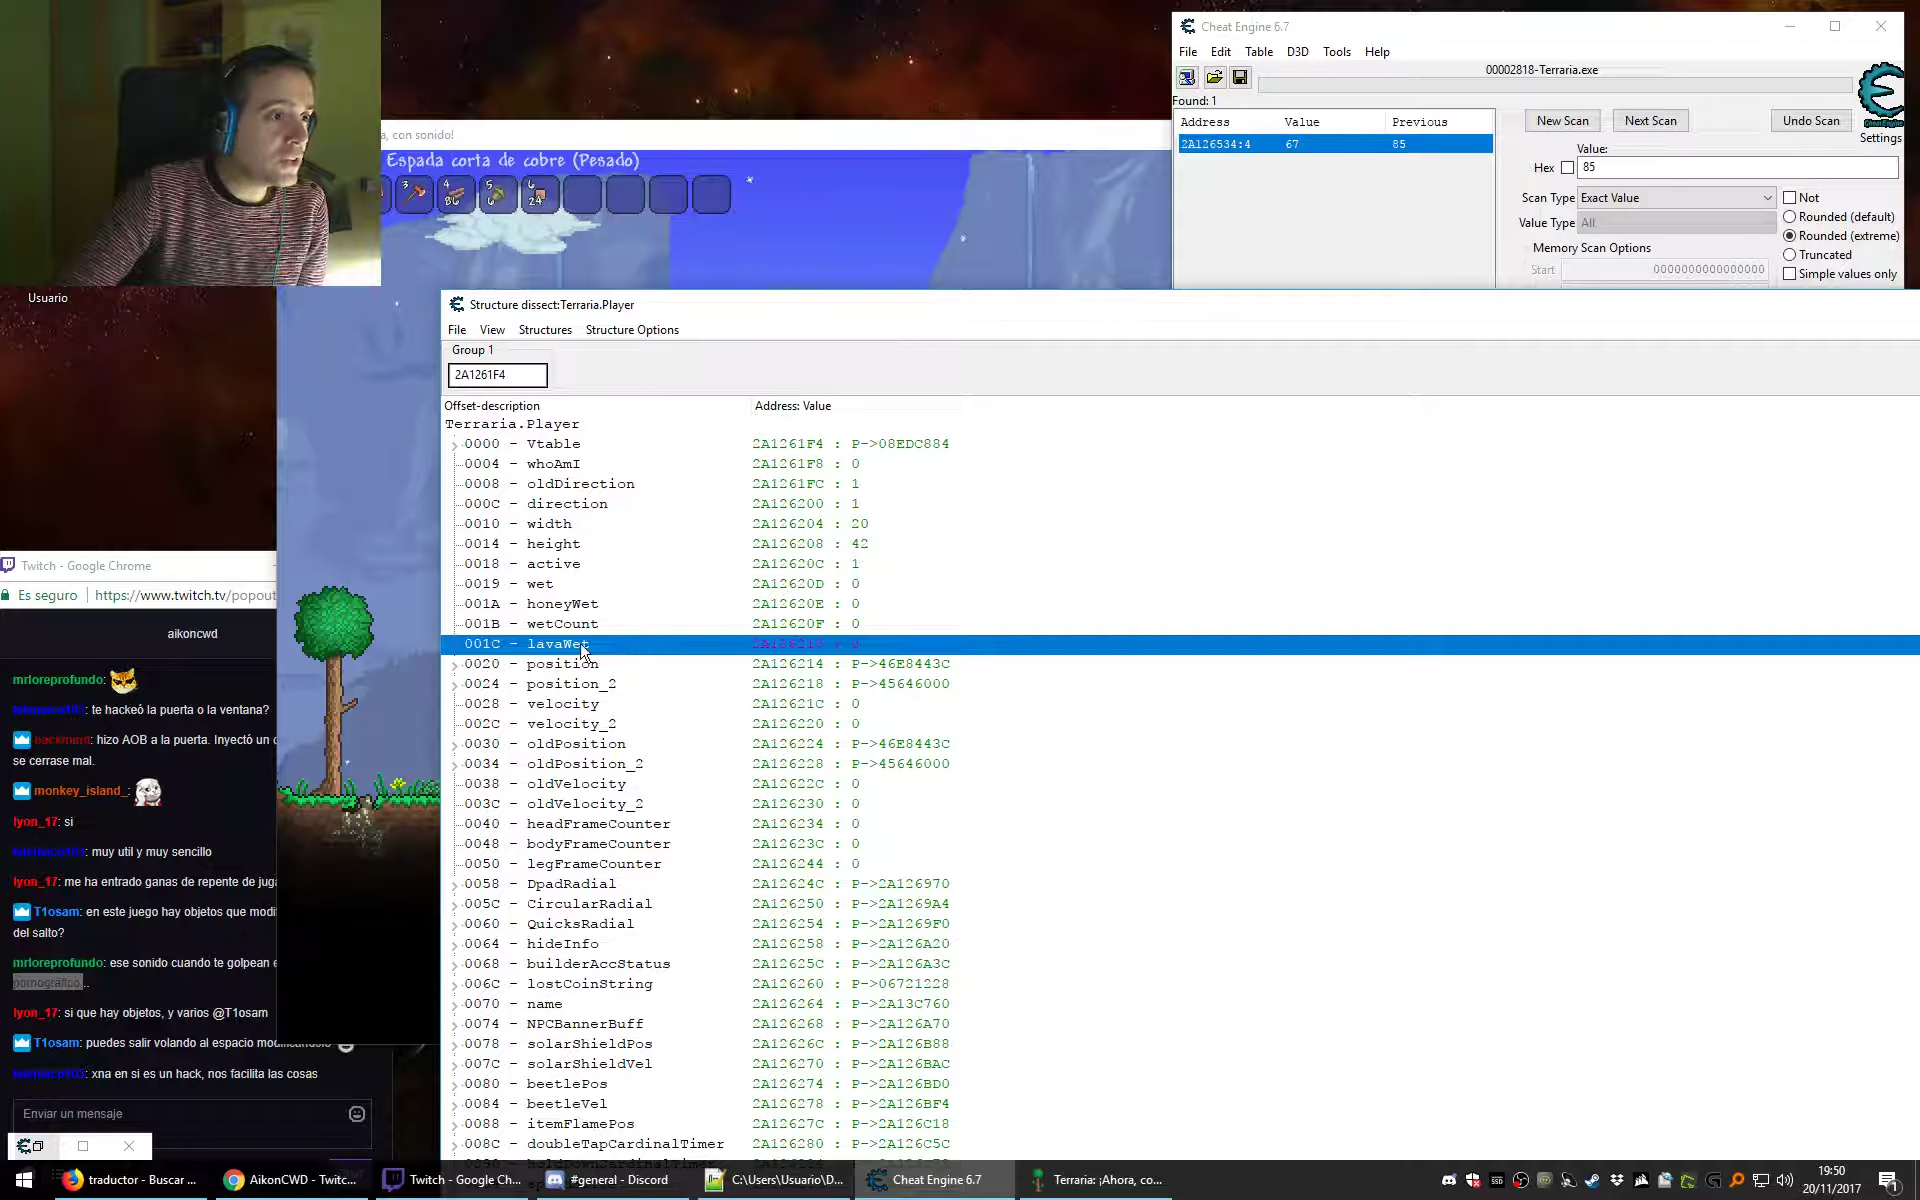 Usuario
a, con sonido!
Espada corta de cobre (Pesado)
3
4
86
5
6
6
24
Cheat Engine 6.7
File Edit Table D3D Tools Help
00002818-Terraria.exe
Found: 1
Address Value Previous
2A126534:4 67 85
New Scan Next Scan Undo Scan
Settings
Value:
Hex 85
Scan Type Exact Value
Value Type All
Memory Scan Options
Start 0000000000000000
Not
Rounded (default)
Rounded (extreme)
Truncated
Simple values only
Structure dissect:Terraria.Player
File View Structures Structure Options
Group 1
2A1261F4
Offset-description Address: Value
Terraria.Player
0000 - Vtable 2A1261F4 : P->08EDC884
0004 - whoAmI 2A1261F8 : 0
0008 - oldDirection 2A1261FC : 1
000C - direction 2A126200 : 1
0010 - width 2A126204 : 20
0014 - height 2A126208 : 42
0018 - active 2A12620C : 1
0019 - wet 2A12620D : 0
001A - honeyWet 2A12620E : 0
001B - wetCount 2A12620F : 0
001C - lavaWet 2A126210 : 0
0020 - position 2A126214 : P->46E8443C
0024 - position_2 2A126218 : P->45646000
0028 - velocity 2A12621C : 0
002C - velocity_2 2A126220 : 0
0030 - oldPosition 2A126224 : P->46E8443C
0034 - oldPosition_2 2A126228 : P->45646000
0038 - oldVelocity 2A12622C : 0
003C - oldVelocity_2 2A126230 : 0
0040 - headFrameCounter 2A126234 : 0
0048 - bodyFrameCounter 2A12623C : 0
0050 - legFrameCounter 2A126244 : 0
0058 - DpadRadial 2A12624C : P->2A126970
005C - CircularRadial 2A126250 : P->2A1269A4
0060 - QuicksRadial 2A126254 : P->2A1269F0
0064 - hideInfo 2A126258 : P->2A126A20
0068 - builderAccStatus 2A12625C : P->2A126A3C
006C - lostCoinString 2A126260 : P->06721228
0070 - name 2A126264 : P->2A13C760
0074 - NPCBannerBuff 2A126268 : P->2A126A70
0078 - solarShieldPos 2A12626C : P->2A126B88
007C - solarShieldVel 2A126270 : P->2A126BAC
0080 - beetlePos 2A126274 : P->2A126BD0
0084 - beetleVel 2A126278 : P->2A126BF4
0088 - itemFlamePos 2A12627C : P->2A126C18
008C - doubleTapCardinalTimer 2A126280 : P->2A126C5C
Twitch - Google Chrome
Es seguro https://www.twitch.tv/popout
aikoncwd
mrloreprofundo:
te hackeó la puerta o la ventana?
hizo AOB a la puerta. Inyectó un
se cerrase mal.
monkey_island_:
lyon_17: si
muy util y muy sencillo
lyon_17: me ha entrado ganas de repente de juga
T1osam: en este juego hay objetos que modi
del salto?
mrloreprofundo: ese sonido cuando te golpean e
pornográfico...
lyon_17: si que hay objetos, y varios @T1osam
T1osam: puedes salir volando al espacio modificandolo
xna en si es un hack, nos facilita las cosas
Enviar un mensaje
traductor - Buscar ...
AikonCWD - Twitc...
Twitch - Google Ch...
#general - Discord
C:\Users\Usuario\D...
Cheat Engine 6.7
Terraria: ¡Ahora, co...
19:50
20/11/2017
1